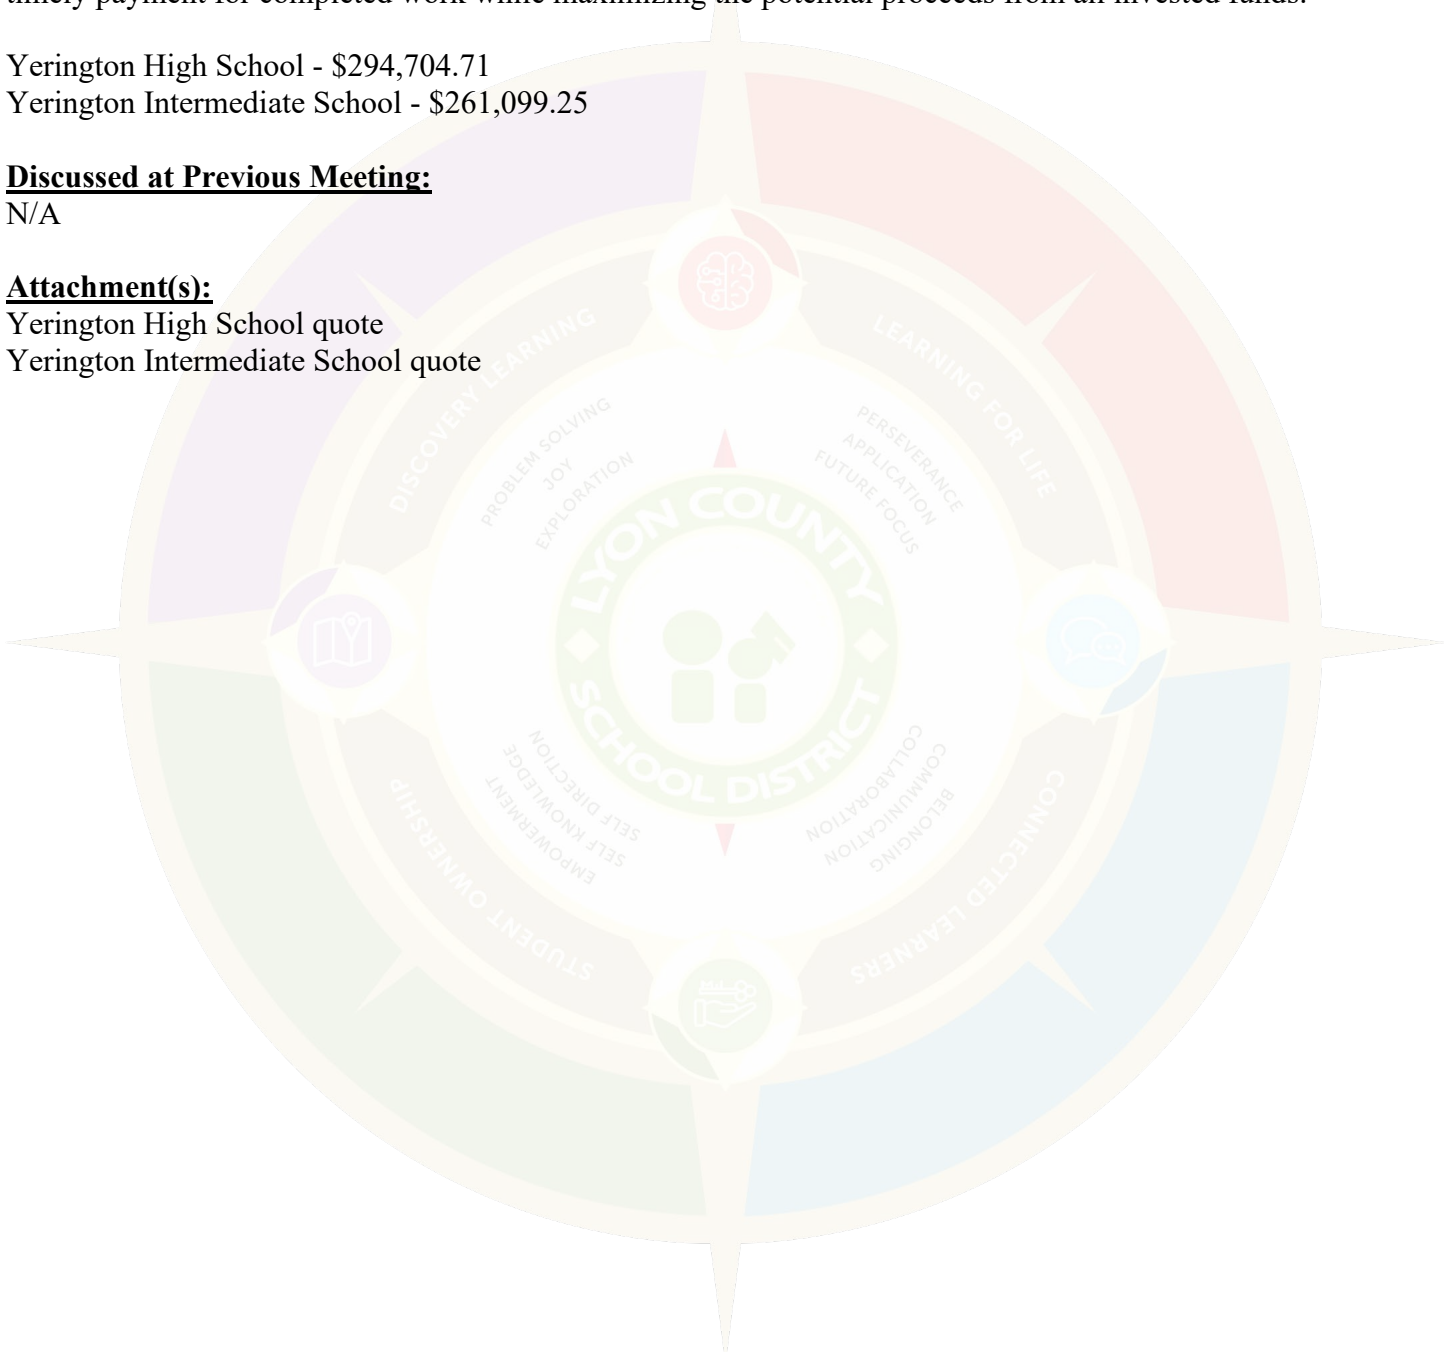 timely payment for completed work while maximizing the potential proceeds from all invested funds.
Yerington High School - $294,704.71
Yerington Intermediate School - $261,099.25
Discussed at Previous Meeting:
N/A
Attachment(s):
Yerington High School quote
Yerington Intermediate School quote
DISCOVERY LEARNING
LEARNING FOR LIFE
PROBLEM SOLVING
JOY
EXPLORATION
PERSEVERANCE
APPLICATION
FUTURE FOCUS
LYON COUNTY
SCHOOL DISTRICT
SELF DIRECTION
SELF KNOWLEDGE
EMPOWERMENT
COLLABORATION
COMMUNICATION
BELONGING
STUDENT OWNERSHIP
CONNECTED LEARNERS